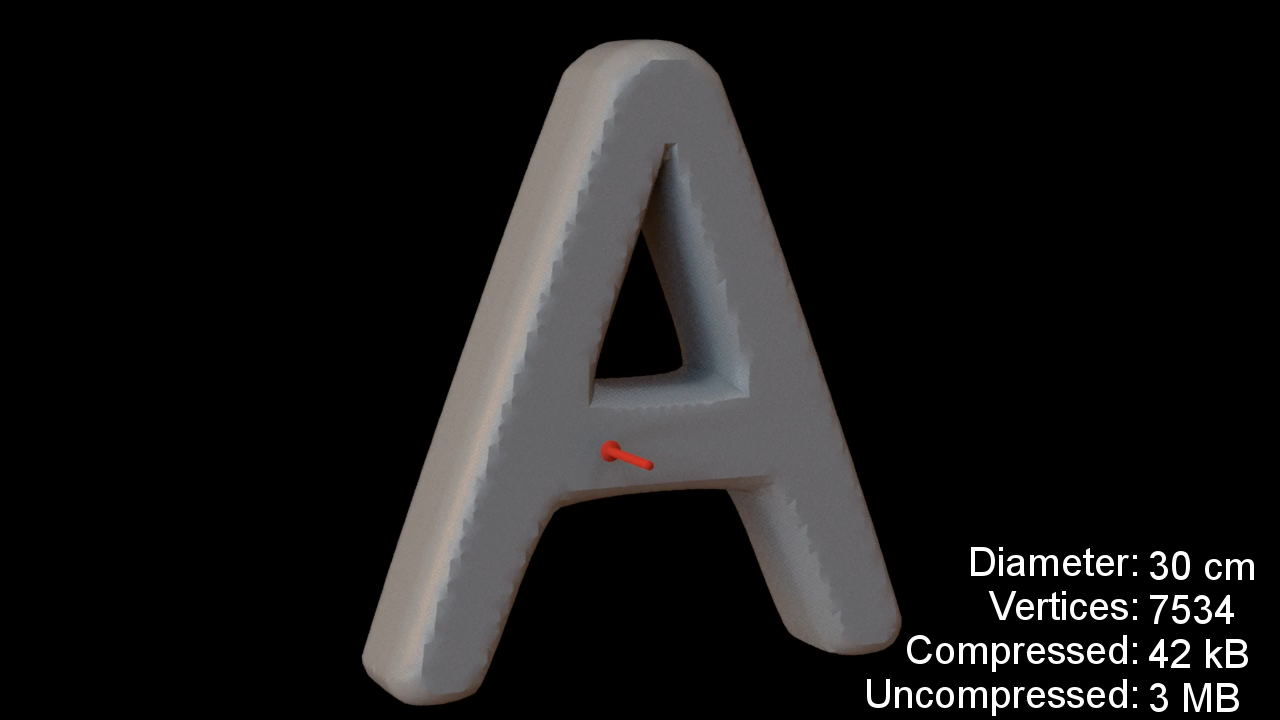 A
Diameter: 30 cm
Vertices: 7534
Compressed: 42 kB
Uncompressed: 3 MB